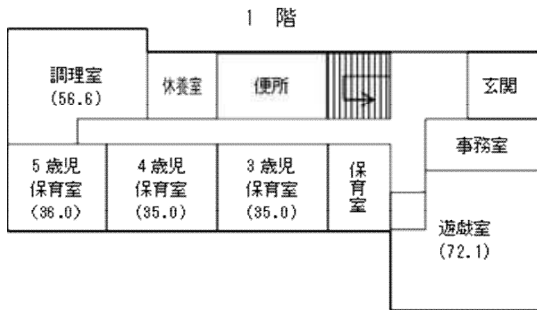 1 階
調理室
(56.6)
休養室
便所
玄関
事務室
5 歳児
保育室
(36.0)
4 歳児
保育室
(35.0)
3 歳児
保育室
(35.0)
保育室
遊戯室
(72.1)